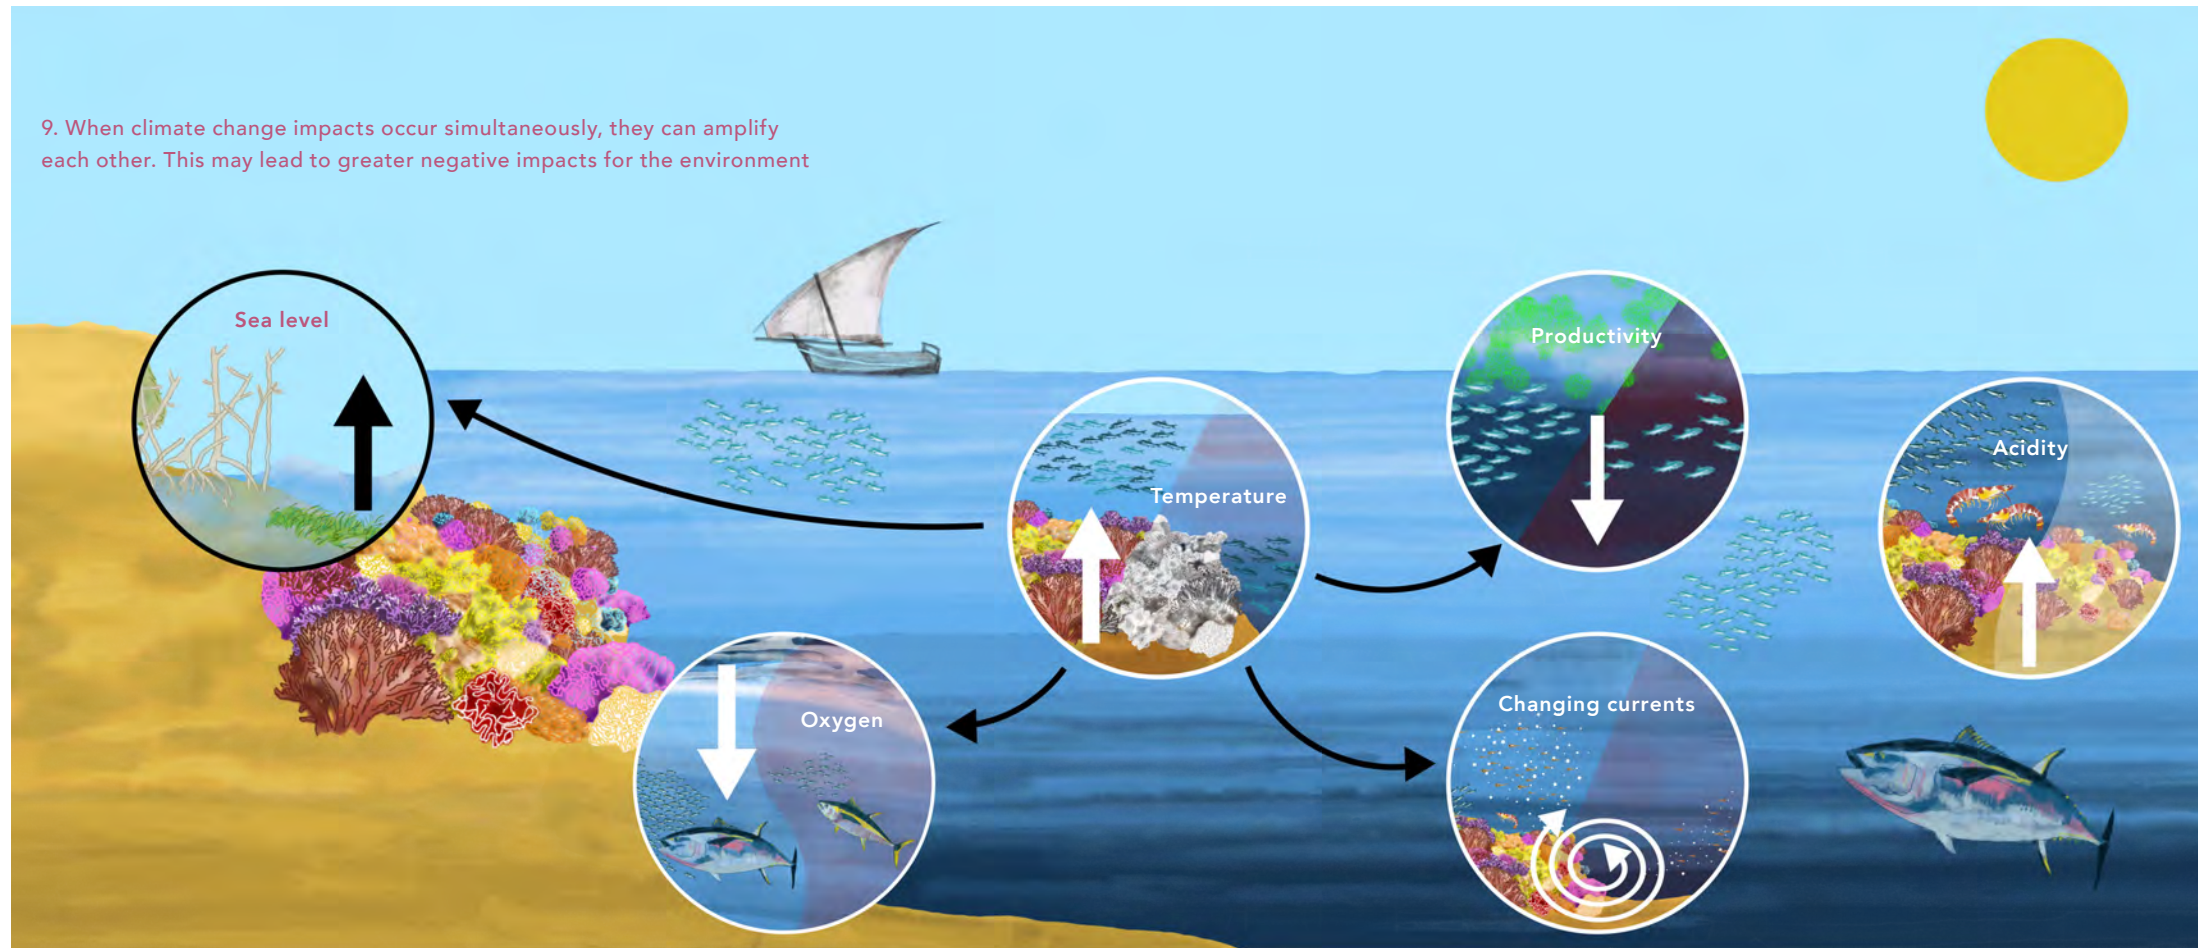 9. When climate change impacts occur simultaneously, they can amplify
each other. This may lead to greater negative impacts for the environment
Sea level
Productivity
Acidity
Temperature
Changing currents
Oxygen